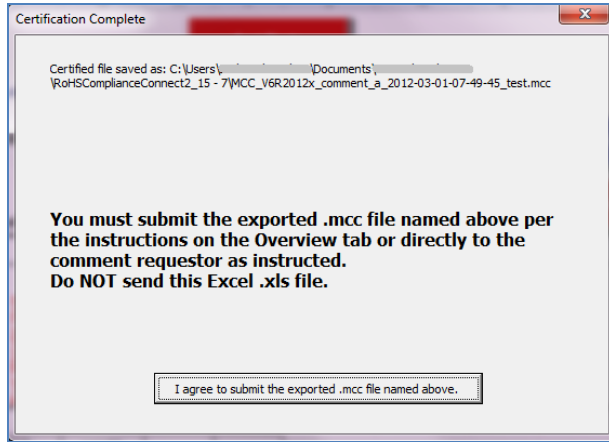 Certification Complete
Certified file saved as: C:\Users\ \Documents\
\RoHSComplianceConnect2_15 - 7\MCC_V6R2012x_comment_a_2012-03-01-07-49-45_test.mcc
You must submit the exported .mcc file named above per
the instructions on the Overview tab or directly to the
comment requestor as instructed.
Do NOT send this Excel .xls file.
I agree to submit the exported .mcc file named above.